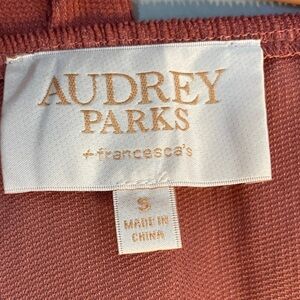 AUDREY
PARKS
+francesca's
S
MADE IN
CHINA